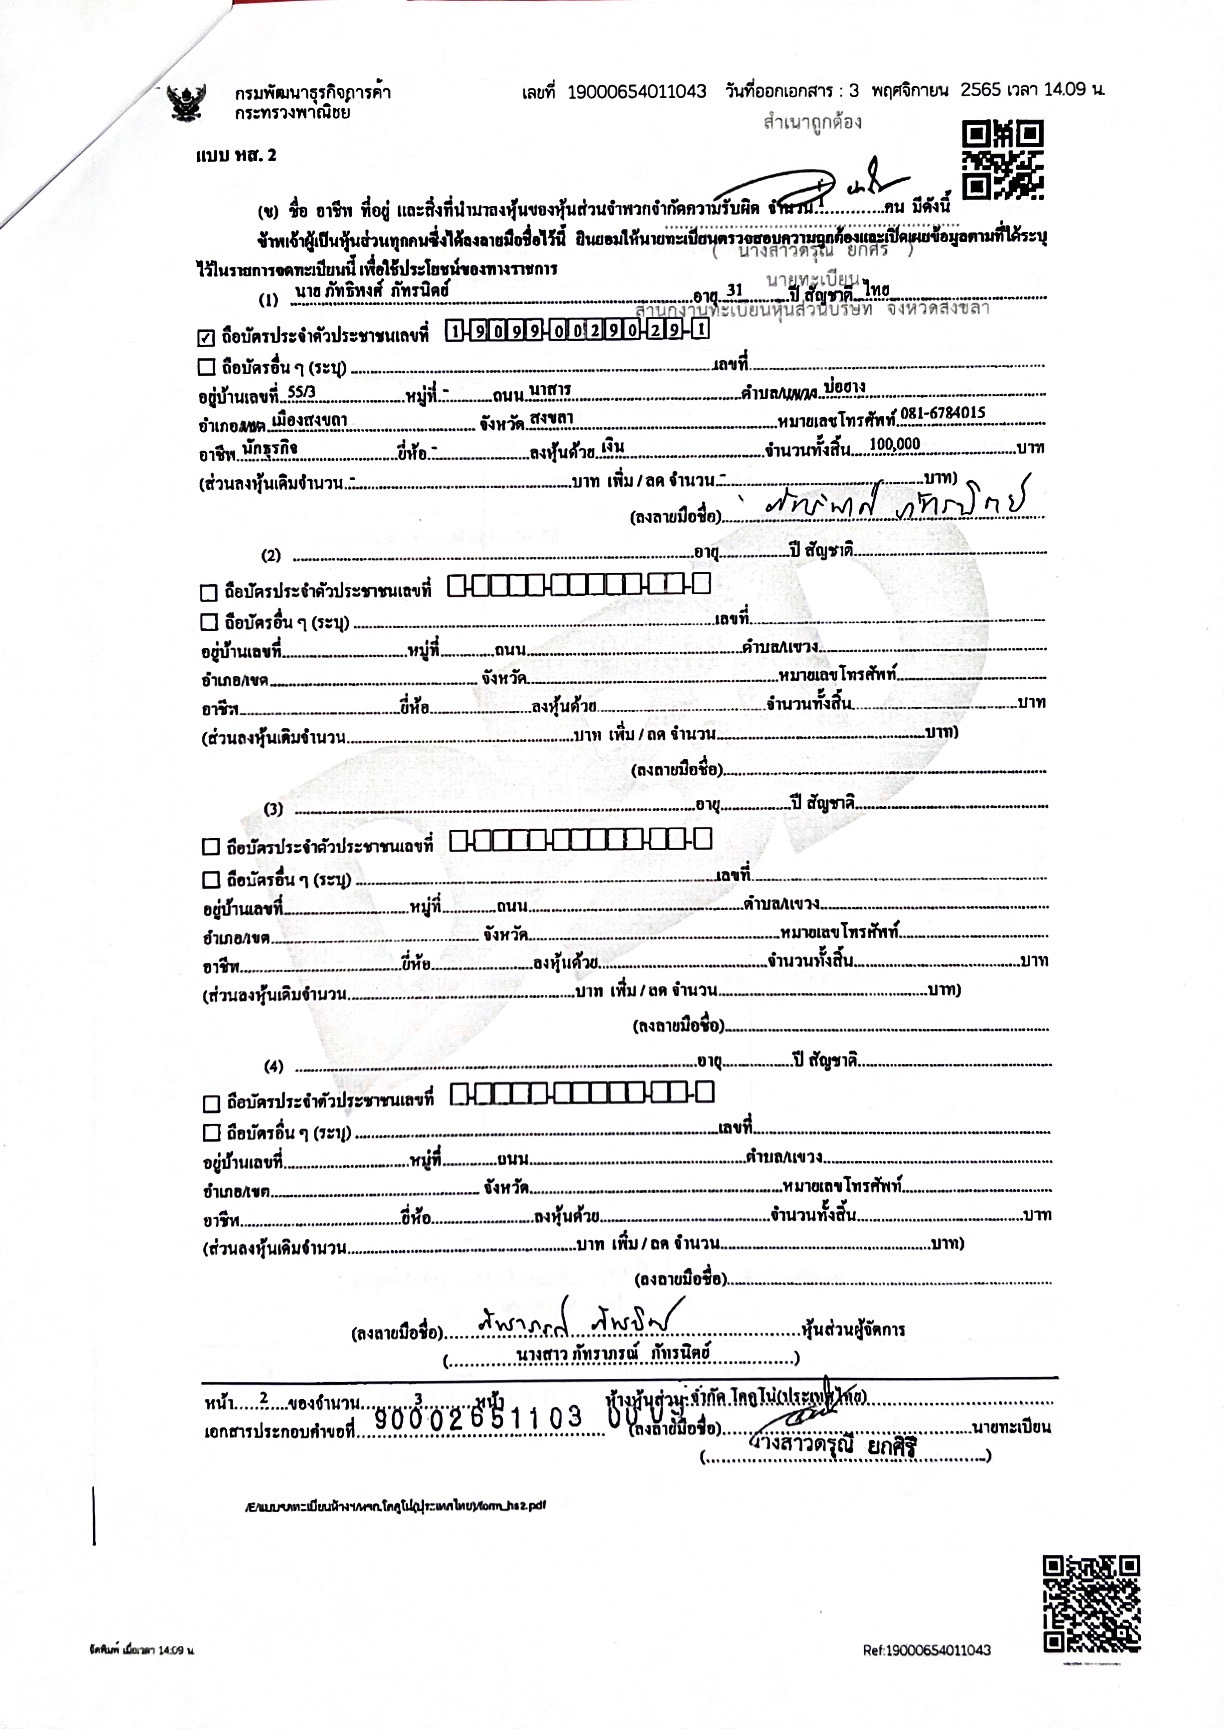 กรมพัฒนาธุรกิจการค้า
กระทรวงพาณิชย์
เลขที่ 19000654011043 วันที่ออกเอกสาร : 3 พฤศจิกายน 2565 เวลา 14.09 น.
สำเนาถูกต้อง
แบบ หส. 2
(ข) ชื่อ อาชีพ ที่อยู่ และสิ่งที่นำมาลงหุ้นของหุ้นส่วนจำพวกจำกัดความรับผิด จำนวน 1 คน มีดังนี้
ข้าพเจ้าผู้เป็นหุ้นส่วนทุกคนซึ่งได้ลงลายมือชื่อไว้นี้ ยินยอมให้นายทะเบียนตรวจสอบความถูกต้องและเปิดเผยข้อมูลตามที่ได้ระบุ
( นางสาวดรุณี ยกศิริ )
ไว้ในรายการจดทะเบียนนี้ เพื่อใช้ประโยชน์ของทางราชการ
นายทะเบียน
(1) นาย ภัทธิพงศ์ ภัทรนิตย์ อายุ 31 ปี สัญชาติ ไทย
สำนักงานทะเบียนหุ้นส่วนบริษัท จังหวัดสงขลา
ถือบัตรประจำตัวประชาชนเลขที่ 1-9099-00290-29-1
ถือบัตรอื่น ๆ (ระบุ) เลขที่
อยู่บ้านเลขที่ 55/3 หมู่ที่ - ถนน นาสาร ตำบล/แขวง บ่อยาง
อำเภอ/เขต เมืองสงขลา จังหวัด สงขลา หมายเลขโทรศัพท์ 081-6784015
อาชีพ นักธุรกิจ ยี่ห้อ - ลงหุ้นด้วย เงิน จำนวนทั้งสิ้น 100,000 บาท
(ส่วนลงหุ้นเดิมจำนวน - บาท เพิ่ม / ลด จำนวน - บาท)
(ลงลายมือชื่อ) ภัทธิพงศ์ ภัทรนิตย์
(2) อายุ ปี สัญชาติ
ถือบัตรประจำตัวประชาชนเลขที่
ถือบัตรอื่น ๆ (ระบุ) เลขที่
อยู่บ้านเลขที่ หมู่ที่ ถนน ตำบล/แขวง
อำเภอ/เขต จังหวัด หมายเลขโทรศัพท์
อาชีพ ยี่ห้อ ลงหุ้นด้วย จำนวนทั้งสิ้น บาท
(ส่วนลงหุ้นเดิมจำนวน บาท เพิ่ม / ลด จำนวน บาท)
(ลงลายมือชื่อ)
(3) อายุ ปี สัญชาติ
ถือบัตรประจำตัวประชาชนเลขที่
ถือบัตรอื่น ๆ (ระบุ) เลขที่
อยู่บ้านเลขที่ หมู่ที่ ถนน ตำบล/แขวง
อำเภอ/เขต จังหวัด หมายเลขโทรศัพท์
อาชีพ ยี่ห้อ ลงหุ้นด้วย จำนวนทั้งสิ้น บาท
(ส่วนลงหุ้นเดิมจำนวน บาท เพิ่ม / ลด จำนวน บาท)
(ลงลายมือชื่อ)
(4) อายุ ปี สัญชาติ
ถือบัตรประจำตัวประชาชนเลขที่
ถือบัตรอื่น ๆ (ระบุ) เลขที่
อยู่บ้านเลขที่ หมู่ที่ ถนน ตำบล/แขวง
อำเภอ/เขต จังหวัด หมายเลขโทรศัพท์
อาชีพ ยี่ห้อ ลงหุ้นด้วย จำนวนทั้งสิ้น บาท
(ส่วนลงหุ้นเดิมจำนวน บาท เพิ่ม / ลด จำนวน บาท)
(ลงลายมือชื่อ)
(ลงลายมือชื่อ) ภัทราภรณ์ ภัทรนิตย์ หุ้นส่วนผู้จัดการ
( นางสาว ภัทราภรณ์ ภัทรนิตย์ )
หน้า 2 ของจำนวน 3 หน้า ห้างหุ้นส่วนจำกัด โคคูโน่(ประเทศไทย)
เอกสารประกอบคำขอที่ 90002651103 (ลงลายมือชื่อ) นายทะเบียน
( นางสาวดรุณี ยกศิริ )
จัดพิมพ์ เมื่อเวลา 14:09 น.
Ref:19000654011043